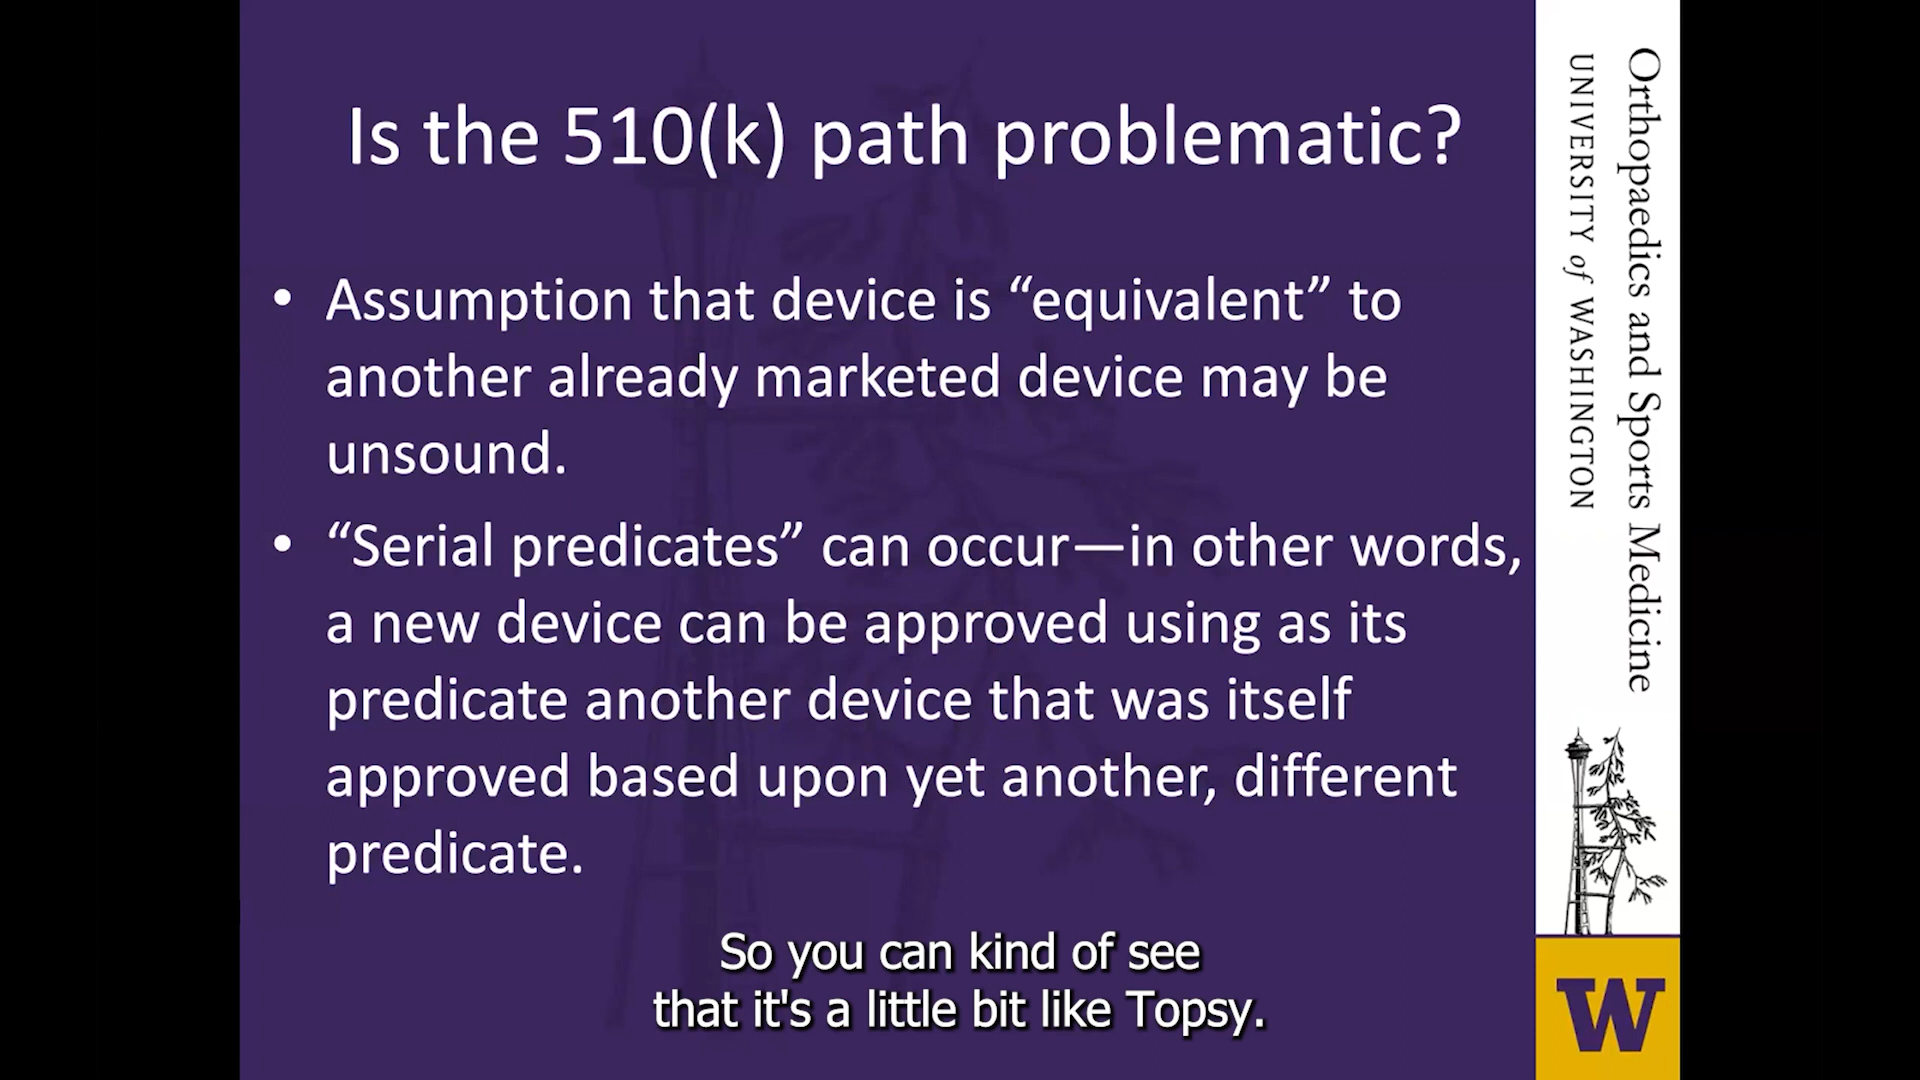 Is the 510(k) path problematic?
• Assumption that device is “equivalent” to
another already marketed device may be
unsound.
• “Serial predicates” can occur—in other words,
a new device can be approved using as its
predicate another device that was itself
approved based upon yet another, different
predicate.
So you can kind of see
that it's a little bit like Topsy.
Orthopaedics and Sports Medicine
UNIVERSITY of WASHINGTON
W